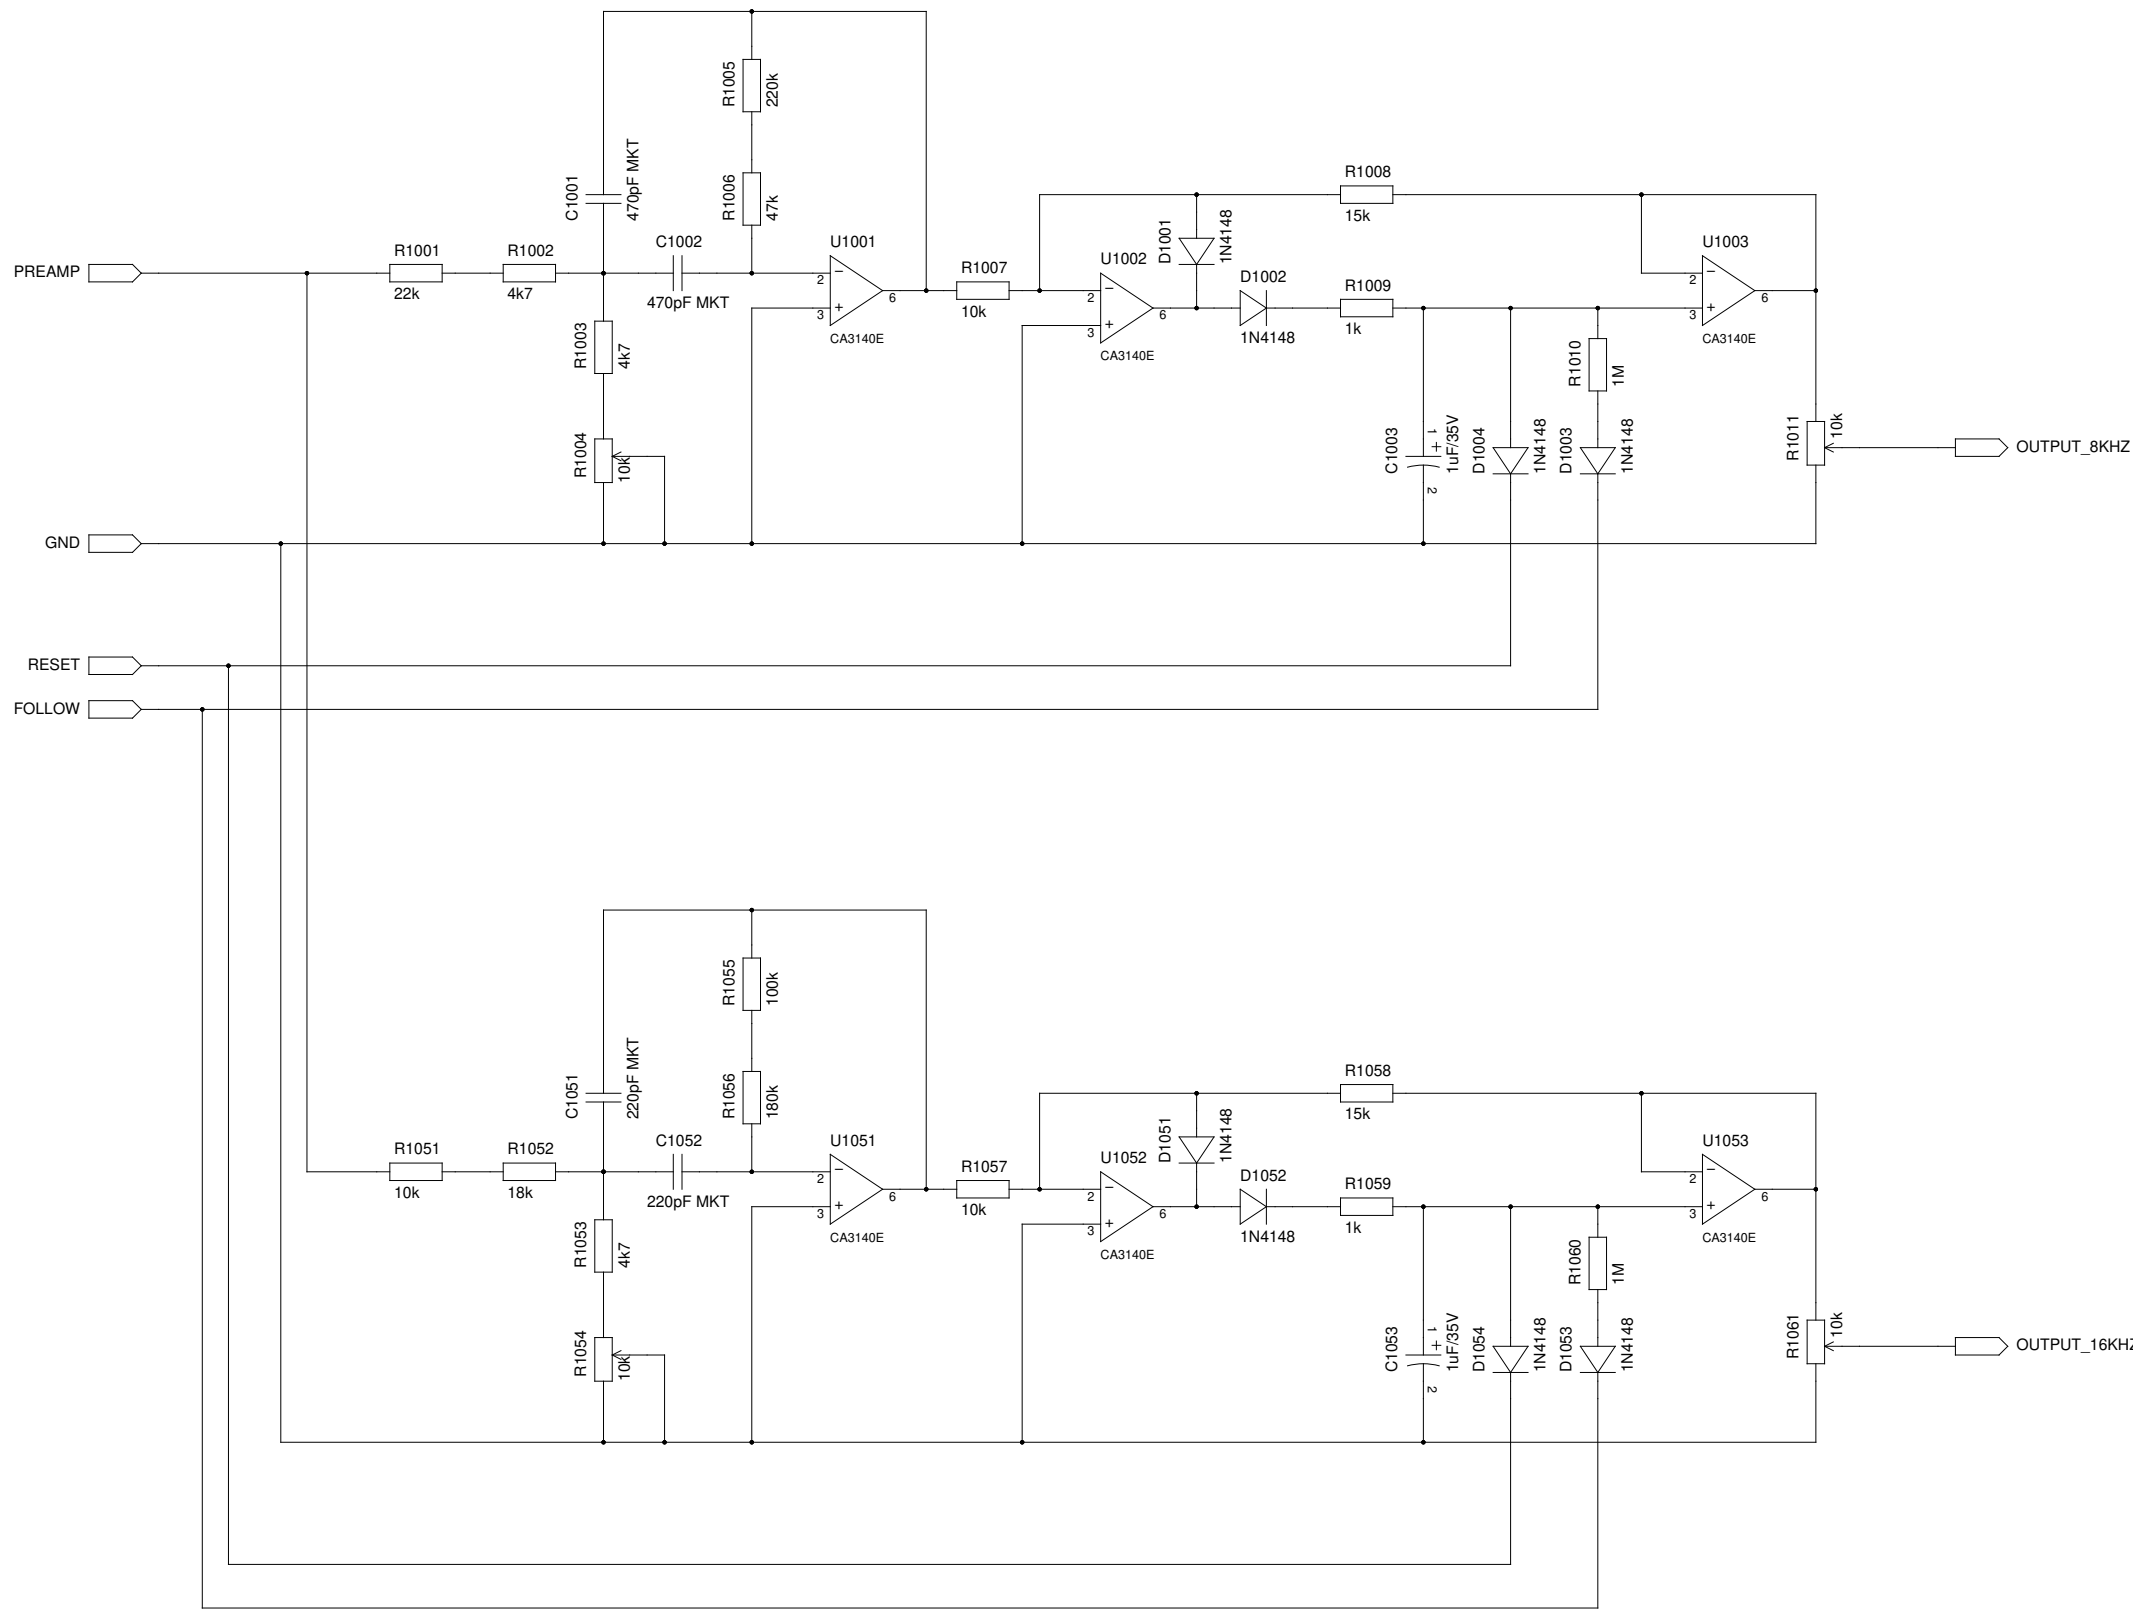 R1005
220k
C1001
470pF MKT
R1006
47k
R1008
15k
PREAMP
R1001
22k
R1002
4k7
C1002
470pF MKT
U1001
−
+
2
3
6
CA3140E
R1007
10k
U1002
−
+
2
3
6
CA3140E
D1001
1N4148
D1002
1N4148
R1009
1k
U1003
−
+
2
3
6
CA3140E
R1003
4k7
R1004
10k
R1010
1M
C1003
1
+
1uF/35V
2
D1004
1N4148
D1003
1N4148
R1011
10k
OUTPUT_8KHZ
GND
RESET
FOLLOW
R1055
100k
C1051
220pF MKT
R1056
180k
R1058
15k
R1051
10k
R1052
18k
C1052
220pF MKT
U1051
−
+
2
3
6
CA3140E
R1057
10k
U1052
−
+
2
3
6
CA3140E
D1051
1N4148
D1052
1N4148
R1059
1k
U1053
−
+
2
3
6
CA3140E
R1053
4k7
R1054
10k
R1060
1M
C1053
1
+
1uF/35V
2
D1054
1N4148
D1053
1N4148
R1061
10k
OUTPUT_16KHZ